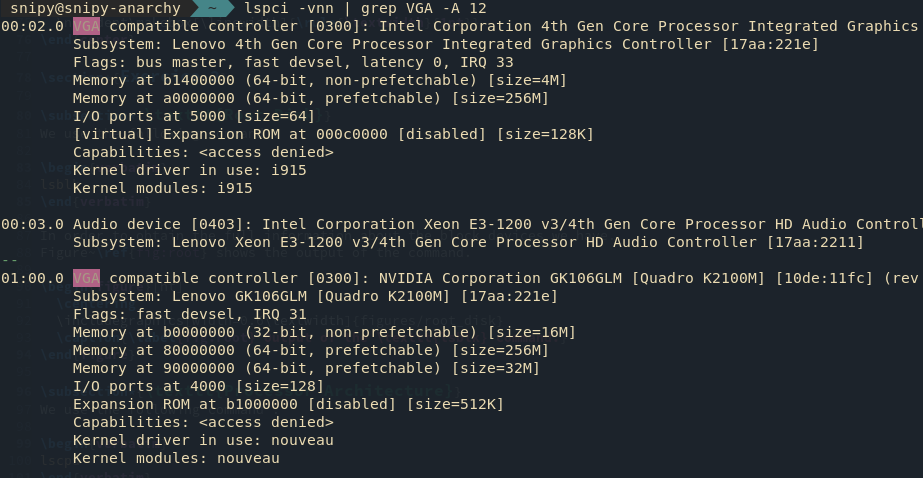 snipy@snipy-anarchy ~ lspci -vnn | grep VGA -A 12
00:02.0 VGA compatible controller [0300]: Intel Corporation 4th Gen Core Processor Integrated Graphics
Subsystem: Lenovo 4th Gen Core Processor Integrated Graphics Controller [17aa:221e]
Flags: bus master, fast devsel, latency 0, IRQ 33
Memory at b1400000 (64-bit, non-prefetchable) [size=4M]
Memory at a0000000 (64-bit, prefetchable) [size=256M]
I/O ports at 5000 [size=64]
[virtual] Expansion ROM at 000c0000 [disabled] [size=128K]
Capabilities: <access denied>
Kernel driver in use: i915
Kernel modules: i915
00:03.0 Audio device [0403]: Intel Corporation Xeon E3-1200 v3/4th Gen Core Processor HD Audio Controll
Subsystem: Lenovo Xeon E3-1200 v3/4th Gen Core Processor HD Audio Controller [17aa:2211]
--
01:00.0 VGA compatible controller [0300]: NVIDIA Corporation GK106GLM [Quadro K2100M] [10de:11fc] (rev
Subsystem: Lenovo GK106GLM [Quadro K2100M] [17aa:221e]
Flags: fast devsel, IRQ 31
Memory at b0000000 (32-bit, non-prefetchable) [size=16M]
Memory at 80000000 (64-bit, prefetchable) [size=256M]
Memory at 90000000 (64-bit, prefetchable) [size=32M]
I/O ports at 4000 [size=128]
Expansion ROM at b1000000 [disabled] [size=512K]
Capabilities: <access denied>
Kernel driver in use: nouveau
Kernel modules: nouveau